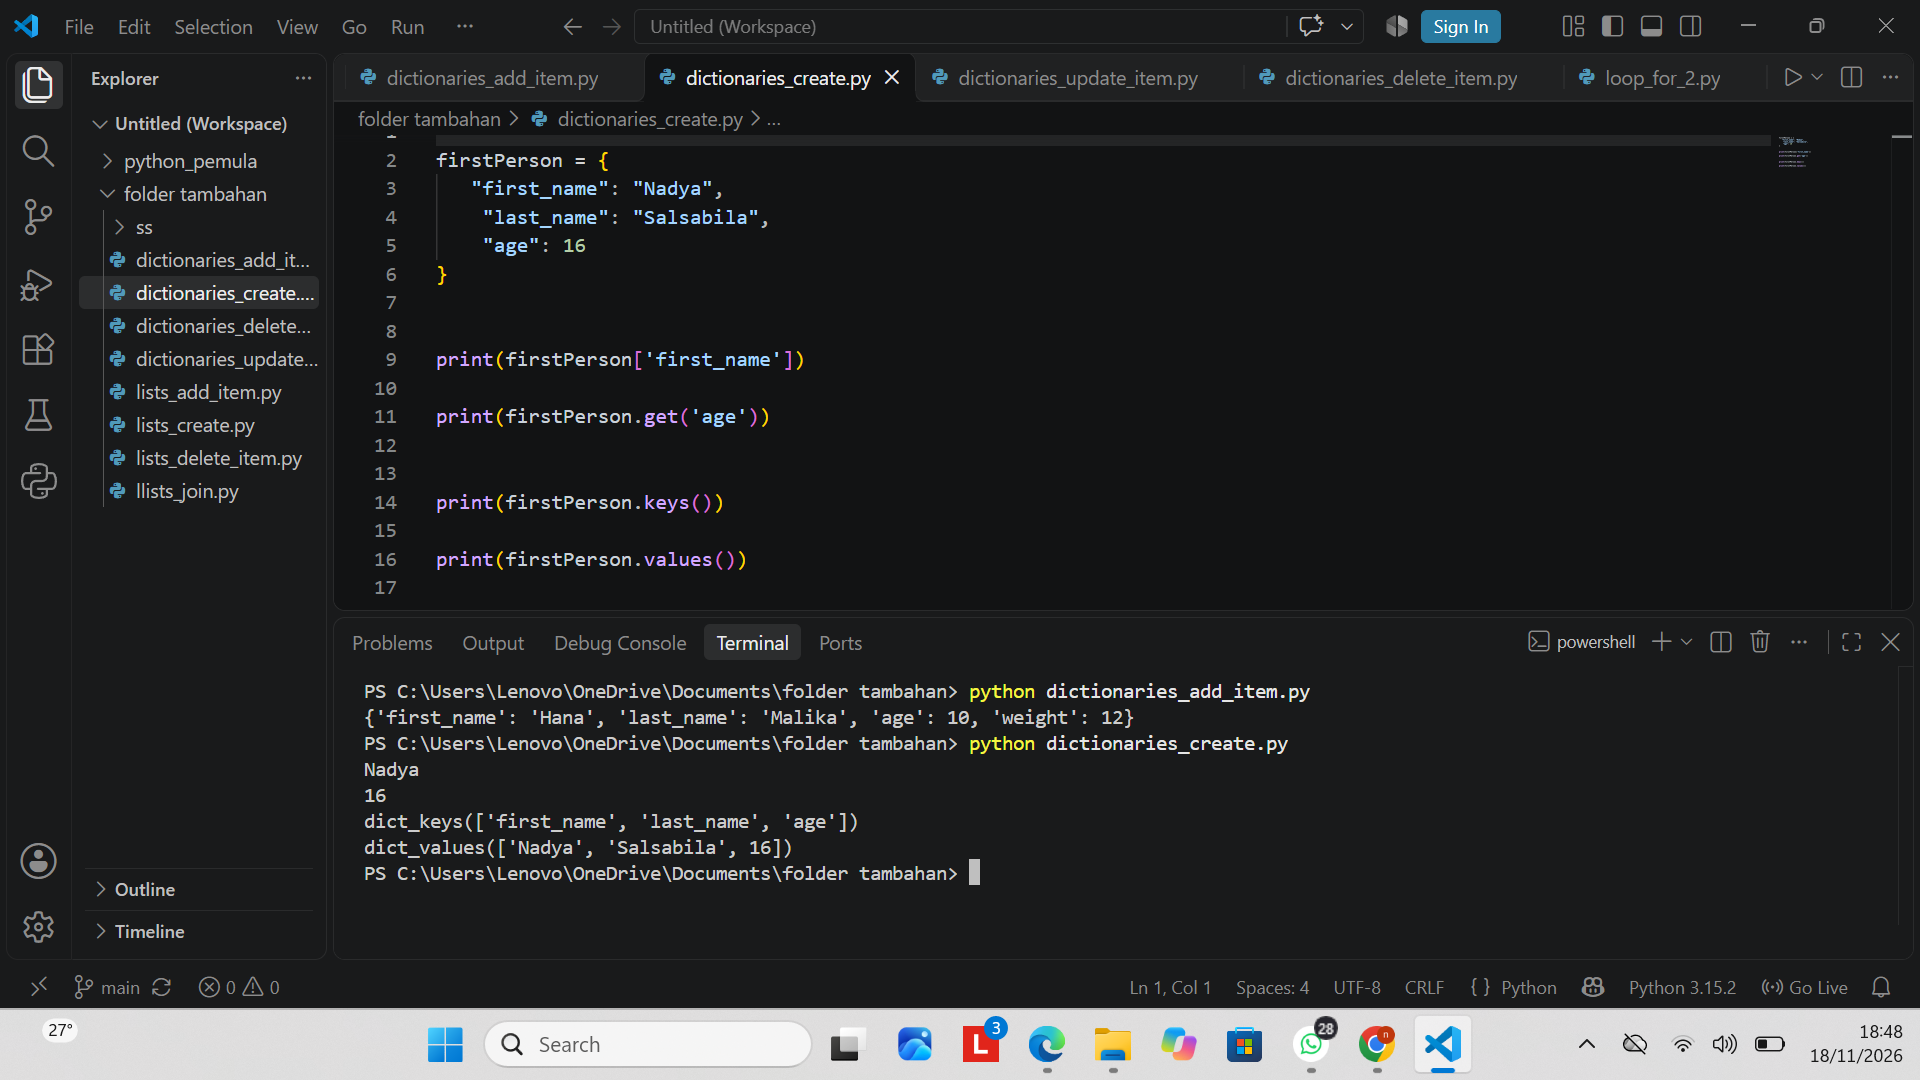 File Edit Selection View Go Run ··· Untitled (Workspace) Sign In
Explorer ···
Untitled (Workspace)
python_pemula
folder tambahan
ss
dictionaries_add_it...
dictionaries_create....
dictionaries_delete...
dictionaries_update...
lists_add_item.py
lists_create.py
lists_delete_item.py
llists_join.py
Outline
Timeline
dictionaries_add_item.py dictionaries_create.py dictionaries_update_item.py dictionaries_delete_item.py loop_for_2.py
folder tambahan > dictionaries_create.py > ...
1
2 firstPerson = {
3 "first_name": "Nadya",
4 "last_name": "Salsabila",
5 "age": 16
6 }
7
8
9 print(firstPerson['first_name'])
10
11 print(firstPerson.get('age'))
12
13
14 print(firstPerson.keys())
15
16 print(firstPerson.values())
17
Problems Output Debug Console Terminal Ports powershell
PS C:\Users\Lenovo\OneDrive\Documents\folder tambahan> python dictionaries_add_item.py
{'first_name': 'Hana', 'last_name': 'Malika', 'age': 10, 'weight': 12}
PS C:\Users\Lenovo\OneDrive\Documents\folder tambahan> python dictionaries_create.py
Nadya
16
dict_keys(['first_name', 'last_name', 'age'])
dict_values(['Nadya', 'Salsabila', 16])
PS C:\Users\Lenovo\OneDrive\Documents\folder tambahan>
main 0 0 Ln 1, Col 1 Spaces: 4 UTF-8 CRLF { } Python Python 3.15.2 Go Live
27° Search L 3 28 n 18:48
18/11/2026